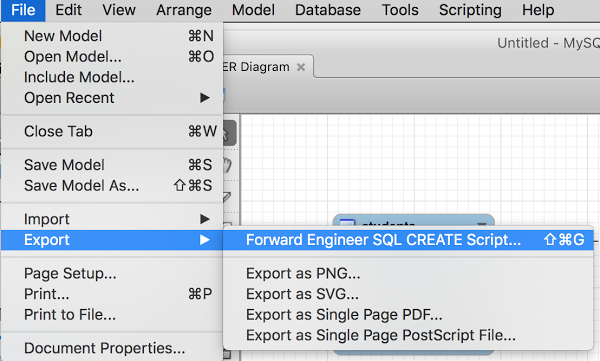 File Edit View Arrange Model Database Tools Scripting Help
Untitled - MySQ
ER Diagram ×
New Model ⌘N
Open Model... ⌘O
Include Model...
Open Recent ▶
Close Tab ⌘W
Save Model ⌘S
Save Model As... ⇧⌘S
Import ▶
Export ▶
Page Setup...
Print... ⌘P
Print to File...
Document Properties...
students
Forward Engineer SQL CREATE Script... ⇧⌘G
Export as PNG...
Export as SVG...
Export as Single Page PDF...
Export as Single Page PostScript File...